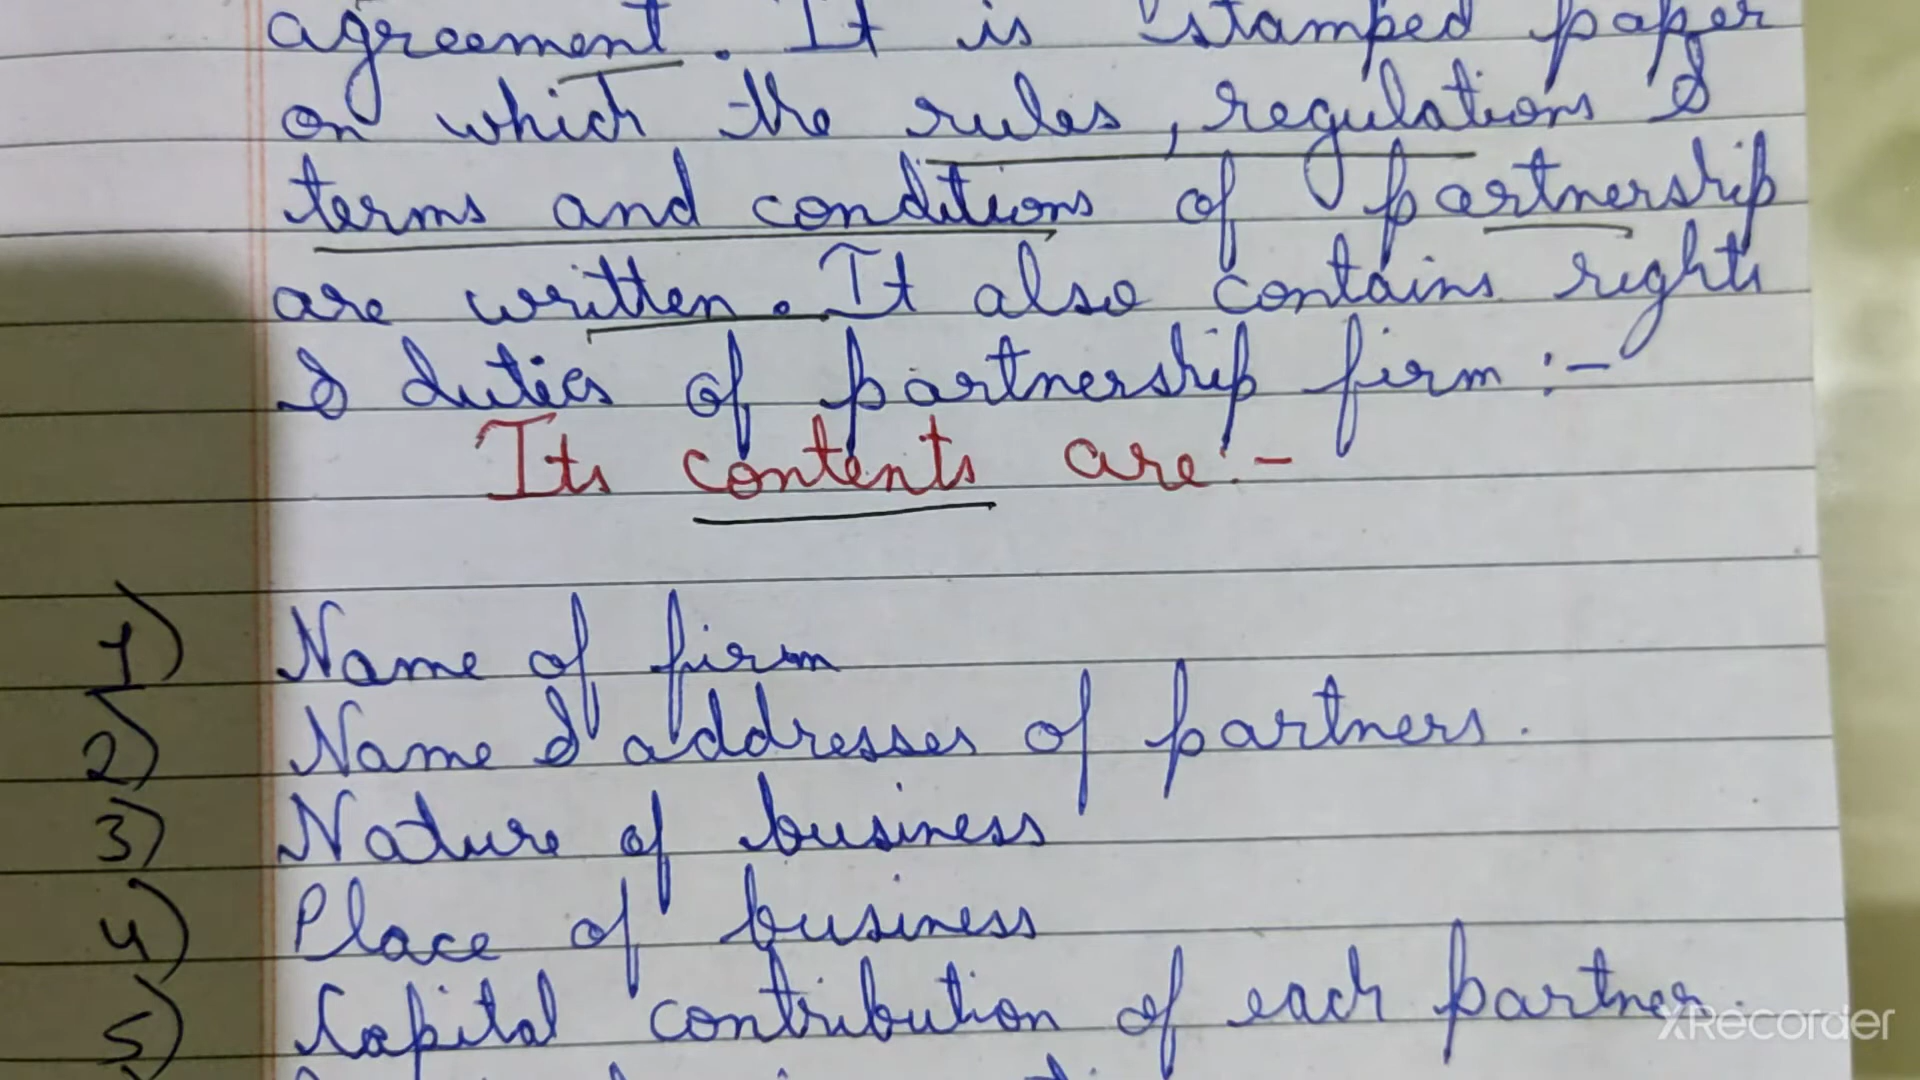 agreement. It is stamped paper
on which the rules, regulations &
terms and conditions of partnership
are written. It also contains rights
& duties of partnership firm :-
Its contents are :-
1) Name of firm
2) Name & addresses of partners.
3) Nature of business
4) Place of business
5) Capital contribution of each partner.
XRecorder